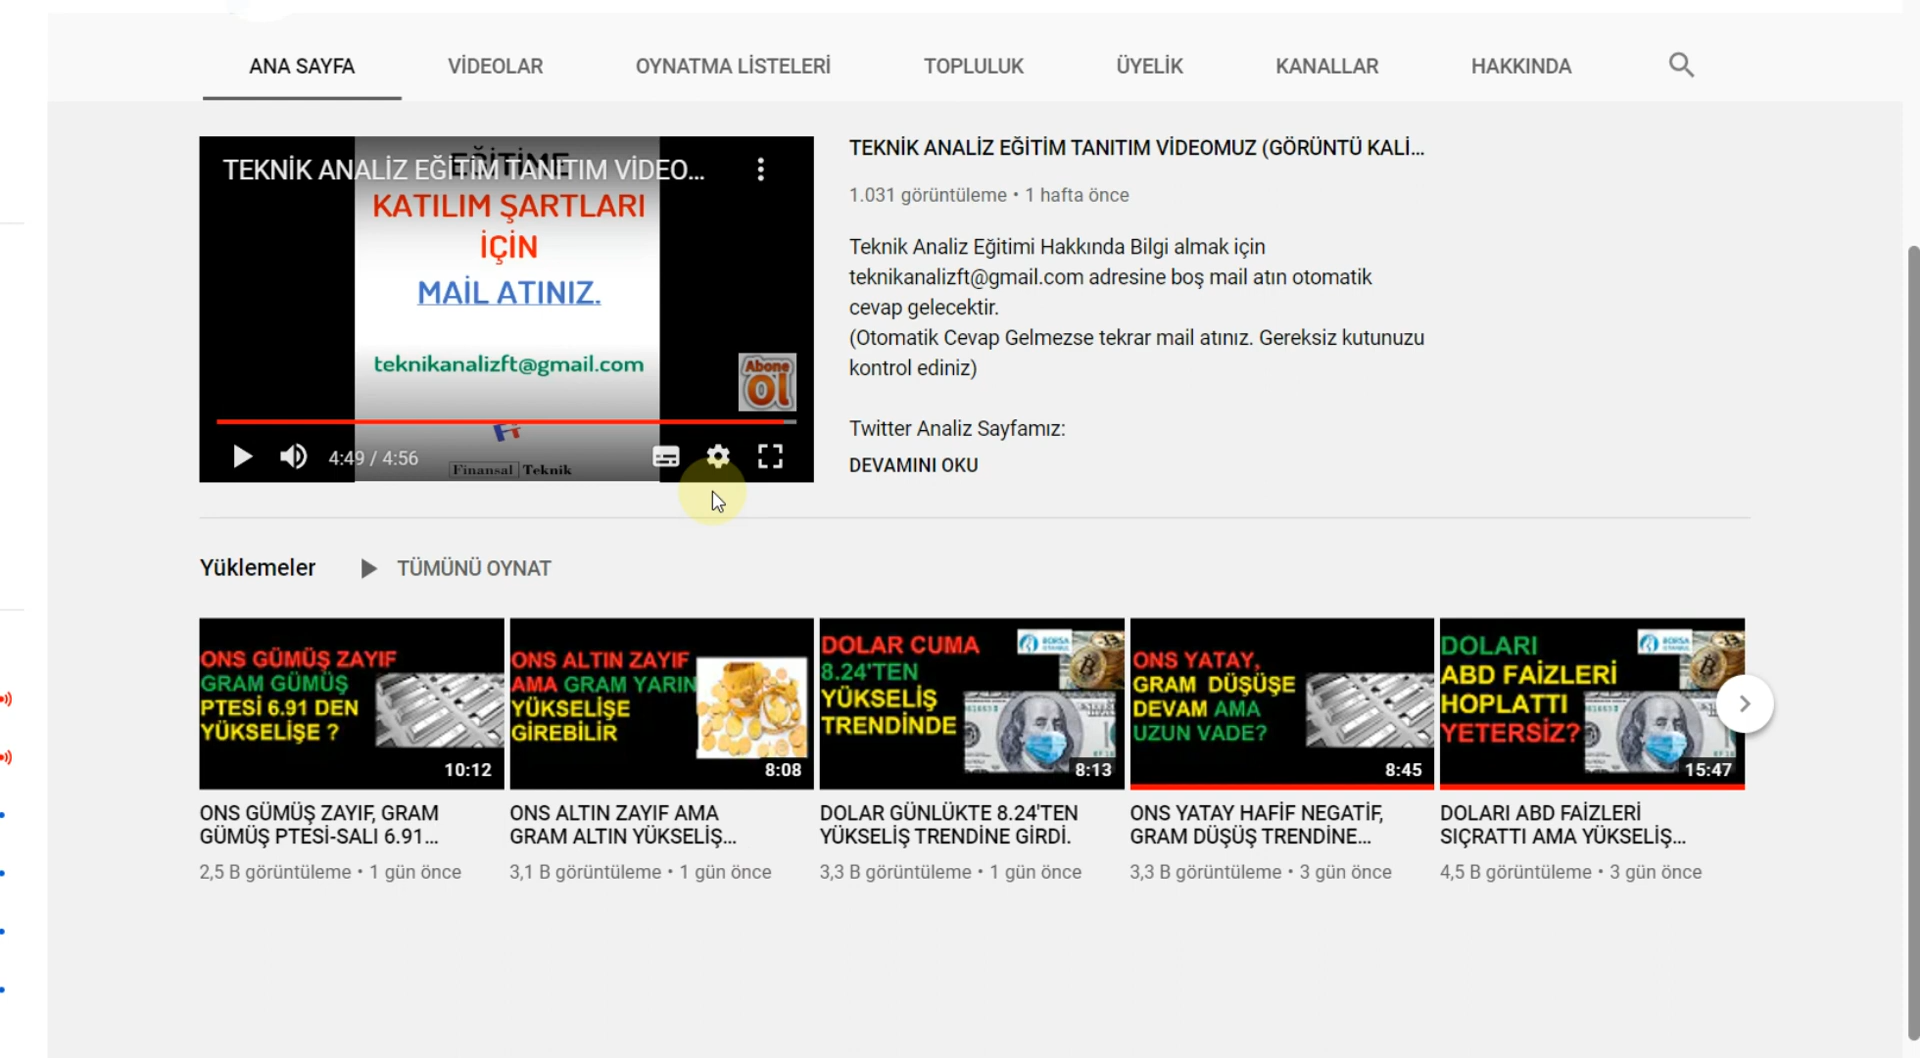 ANA SAYFA VİDEOLAR OYNATMA LİSTELERİ TOPLULUK ÜYELİK KANALLAR HAKKINDA
TEKNİK ANALİZ EĞİTİM TANITIM VİDEO...
EĞİTİME
KATILIM ŞARTLARI
İÇİN
MAİL ATINIZ.
teknikanalizft@gmail.com
Abone
Ol
4:49 / 4:56
Finansal Teknik
TEKNİK ANALİZ EĞİTİM TANITIM VİDEOMUZ (GÖRÜNTÜ KALİ...
1.031 görüntüleme • 1 hafta önce
Teknik Analiz Eğitimi Hakkında Bilgi almak için
teknikanalizft@gmail.com adresine boş mail atın otomatik
cevap gelecektir.
(Otomatik Cevap Gelmezse tekrar mail atınız. Gereksiz kutunuzu
kontrol ediniz)
Twitter Analiz Sayfamız:
DEVAMINI OKU
Yüklemeler TÜMÜNÜ OYNAT
ONS GÜMÜŞ ZAYIF
GRAM GÜMÜŞ
PTESİ 6.91 DEN
YÜKSELİŞE ?
10:12
ONS GÜMÜŞ ZAYIF, GRAM
GÜMÜŞ PTESİ-SALI 6.91...
2,5 B görüntüleme • 1 gün önce
ONS ALTIN ZAYIF
AMA GRAM YARIN
YÜKSELİŞE
GİREBİLİR
8:08
ONS ALTIN ZAYIF AMA
GRAM ALTIN YÜKSELİŞ...
3,1 B görüntüleme • 1 gün önce
DOLAR CUMA
8.24'TEN
YÜKSELİŞ
TRENDİNDE
BORSA
İSTANBUL
8:13
DOLAR GÜNLÜKTE 8.24'TEN
YÜKSELİŞ TRENDİNE GİRDİ.
3,3 B görüntüleme • 1 gün önce
ONS YATAY,
GRAM DÜŞÜŞE
DEVAM AMA
UZUN VADE?
8:45
ONS YATAY HAFİF NEGATİF,
GRAM DÜŞÜŞ TRENDİNE...
3,3 B görüntüleme • 3 gün önce
DOLARI
ABD FAİZLERİ
HOPLATTI
YETERSİZ?
BORSA
İSTANBUL
15:47
DOLARI ABD FAİZLERİ
SIÇRATTI AMA YÜKSELİŞ...
4,5 B görüntüleme • 3 gün önce